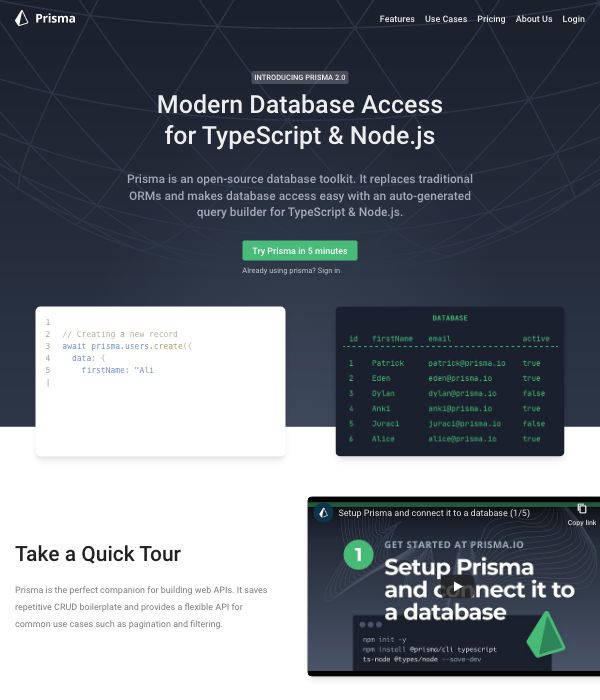 Prisma
Features Use Cases Pricing About Us Login
INTRODUCING PRISMA 2.0
Modern Database Access
for TypeScript & Node.js
Prisma is an open-source database toolkit. It replaces traditional
ORMs and makes database access easy with an auto-generated
query builder for TypeScript & Node.js.
Try Prisma in 5 minutes
Already using prisma? Sign in
1
2 // Creating a new record
3 await prisma.users.create({
4 data: {
5 firstName: "Ali
DATABASE
id firstName email active
1 Patrick patrick@prisma.io true
2 Eden eden@prisma.io true
3 Dylan dylan@prisma.io false
4 Anki anki@prisma.io true
5 Juraci juraci@prisma.io false
6 Alice alice@prisma.io true
Setup Prisma and connect it to a database (1/5)
Copy link
1 GET STARTED AT PRISMA.IO
Setup Prisma
and connect it to
a database
npm init -y
npm install @prisma/cli typescript
ts-node @types/node --save-dev
Take a Quick Tour
Prisma is the perfect companion for building web APIs. It saves
repetitive CRUD boilerplate and provides a flexible API for
common use cases such as pagination and filtering.